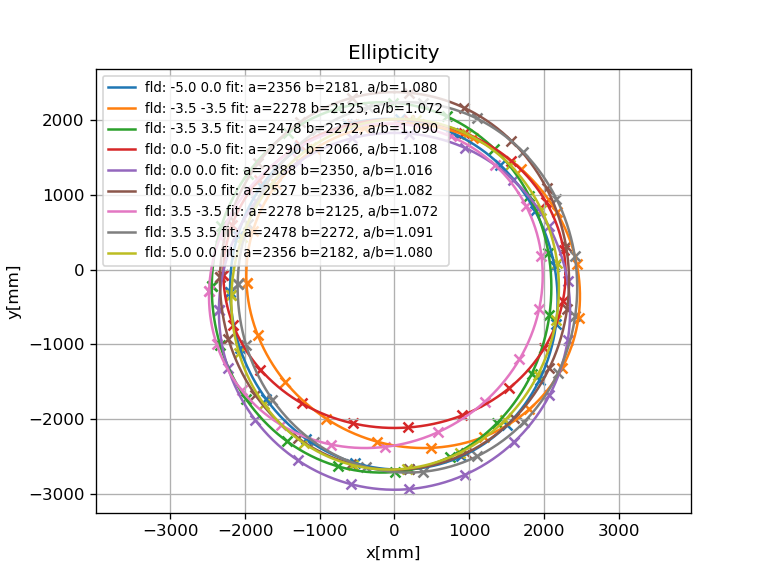 Ellipticity
fld: -5.0 0.0 fit: a=2356 b=2181, a/b=1.080
fld: -3.5 -3.5 fit: a=2278 b=2125, a/b=1.072
fld: -3.5 3.5 fit: a=2478 b=2272, a/b=1.090
fld: 0.0 -5.0 fit: a=2290 b=2066, a/b=1.108
fld: 0.0 0.0 fit: a=2388 b=2350, a/b=1.016
fld: 0.0 5.0 fit: a=2527 b=2336, a/b=1.082
fld: 3.5 -3.5 fit: a=2278 b=2125, a/b=1.072
fld: 3.5 3.5 fit: a=2478 b=2272, a/b=1.091
fld: 5.0 0.0 fit: a=2356 b=2182, a/b=1.080
y[mm]
2000
1000
0
−1000
−2000
−3000
−3000 −2000 −1000 0 1000 2000 3000
x[mm]